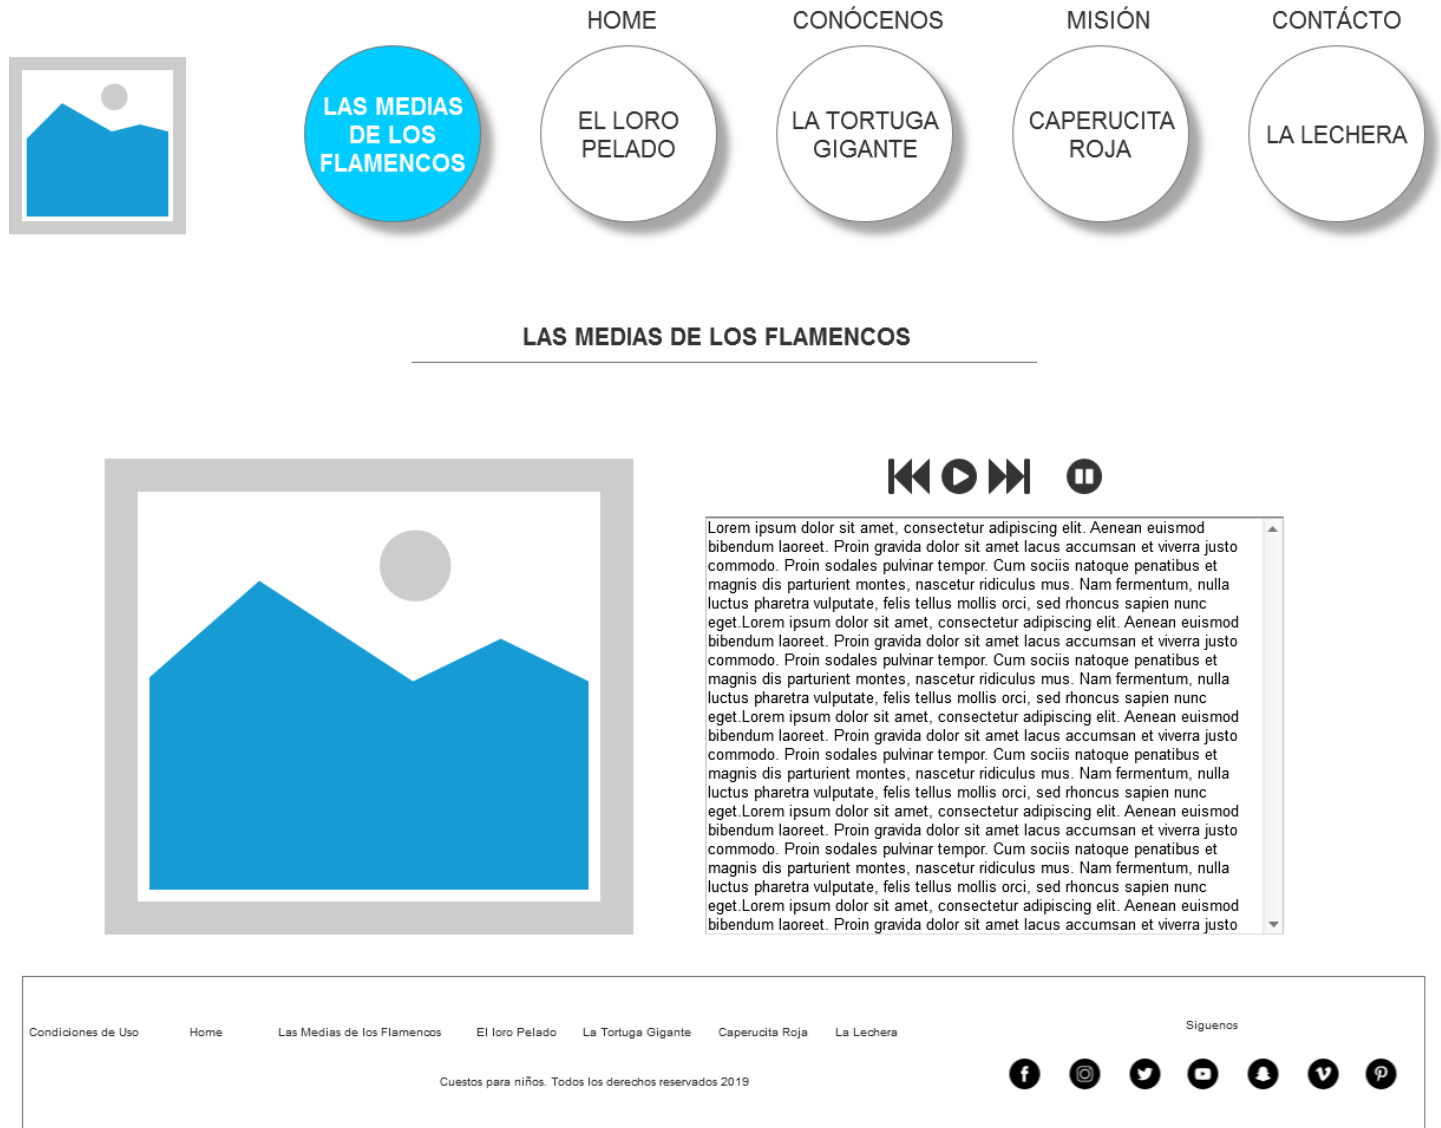 HOME CONÓCENOS MISIÓN CONTÁCTO
LAS MEDIAS
DE LOS
FLAMENCOS
EL LORO
PELADO
LA TORTUGA
GIGANTE
CAPERUCITA
ROJA
LA LECHERA
LAS MEDIAS DE LOS FLAMENCOS
Lorem ipsum dolor sit amet, consectetur adipiscing elit. Aenean euismod
bibendum laoreet. Proin gravida dolor sit amet lacus accumsan et viverra justo
commodo. Proin sodales pulvinar tempor. Cum sociis natoque penatibus et
magnis dis parturient montes, nascetur ridiculus mus. Nam fermentum, nulla
luctus pharetra vulputate, felis tellus mollis orci, sed rhoncus sapien nunc
eget.Lorem ipsum dolor sit amet, consectetur adipiscing elit. Aenean euismod
bibendum laoreet. Proin gravida dolor sit amet lacus accumsan et viverra justo
commodo. Proin sodales pulvinar tempor. Cum sociis natoque penatibus et
magnis dis parturient montes, nascetur ridiculus mus. Nam fermentum, nulla
luctus pharetra vulputate, felis tellus mollis orci, sed rhoncus sapien nunc
eget.Lorem ipsum dolor sit amet, consectetur adipiscing elit. Aenean euismod
bibendum laoreet. Proin gravida dolor sit amet lacus accumsan et viverra justo
commodo. Proin sodales pulvinar tempor. Cum sociis natoque penatibus et
magnis dis parturient montes, nascetur ridiculus mus. Nam fermentum, nulla
luctus pharetra vulputate, felis tellus mollis orci, sed rhoncus sapien nunc
eget.Lorem ipsum dolor sit amet, consectetur adipiscing elit. Aenean euismod
bibendum laoreet. Proin gravida dolor sit amet lacus accumsan et viverra justo
commodo. Proin sodales pulvinar tempor. Cum sociis natoque penatibus et
magnis dis parturient montes, nascetur ridiculus mus. Nam fermentum, nulla
luctus pharetra vulputate, felis tellus mollis orci, sed rhoncus sapien nunc
eget.Lorem ipsum dolor sit amet, consectetur adipiscing elit. Aenean euismod
bibendum laoreet. Proin gravida dolor sit amet lacus accumsan et viverra justo
Condiciones de Uso Home Las Medias de los Flamencos El loro Pelado La Tortuga Gigante Caperucita Roja La Lechera
Siguenos
Cuestos para niños. Todos los derechos reservados 2019